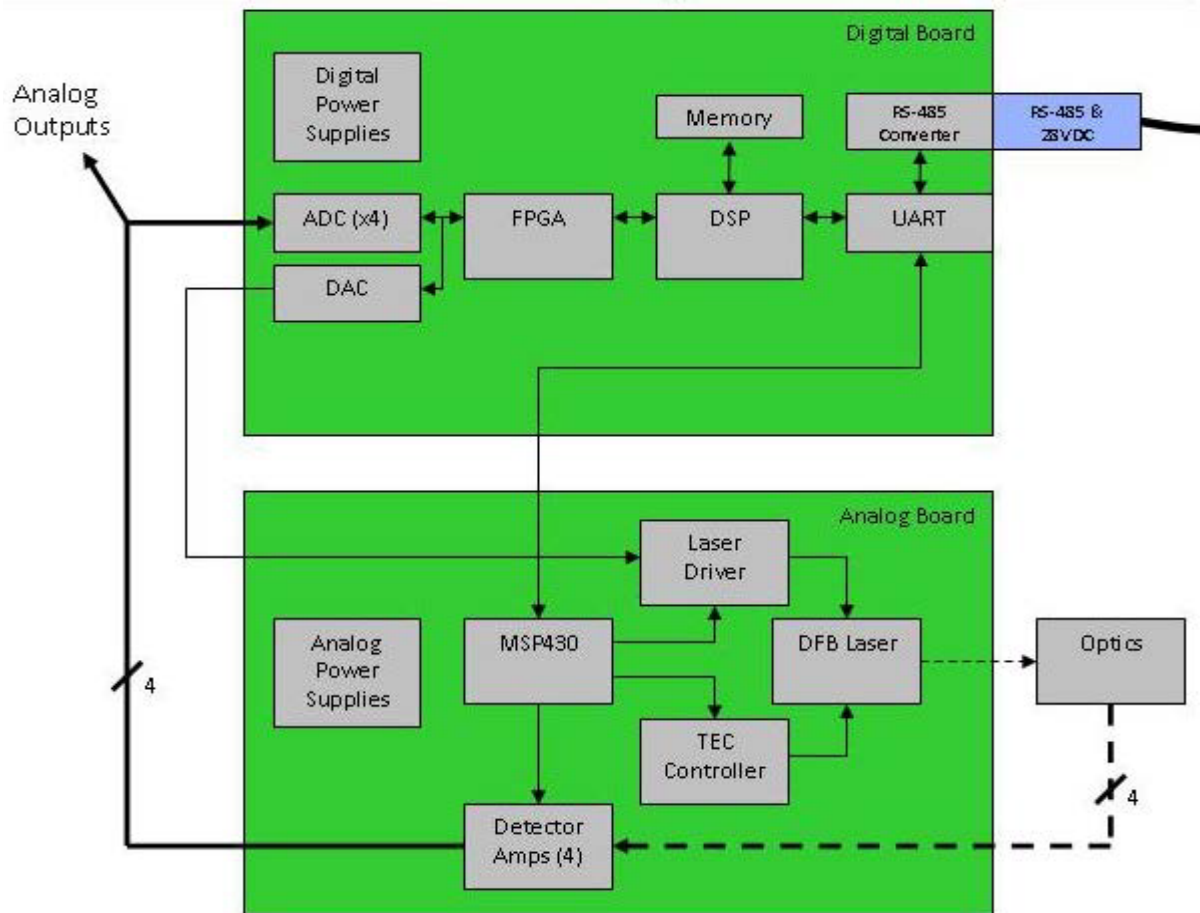 Digital Board
Digital
Power
Supplies
Analog
Outputs
Memory
RS-485
Converter
RS-485 &
28VDC
ADC (x4)
FPGA
DSP
UART
DAC
Analog Board
Laser
Driver
Analog
Power
Supplies
MSP430
DFB Laser
Optics
4
TEC
Controller
4
Detector
Amps (4)